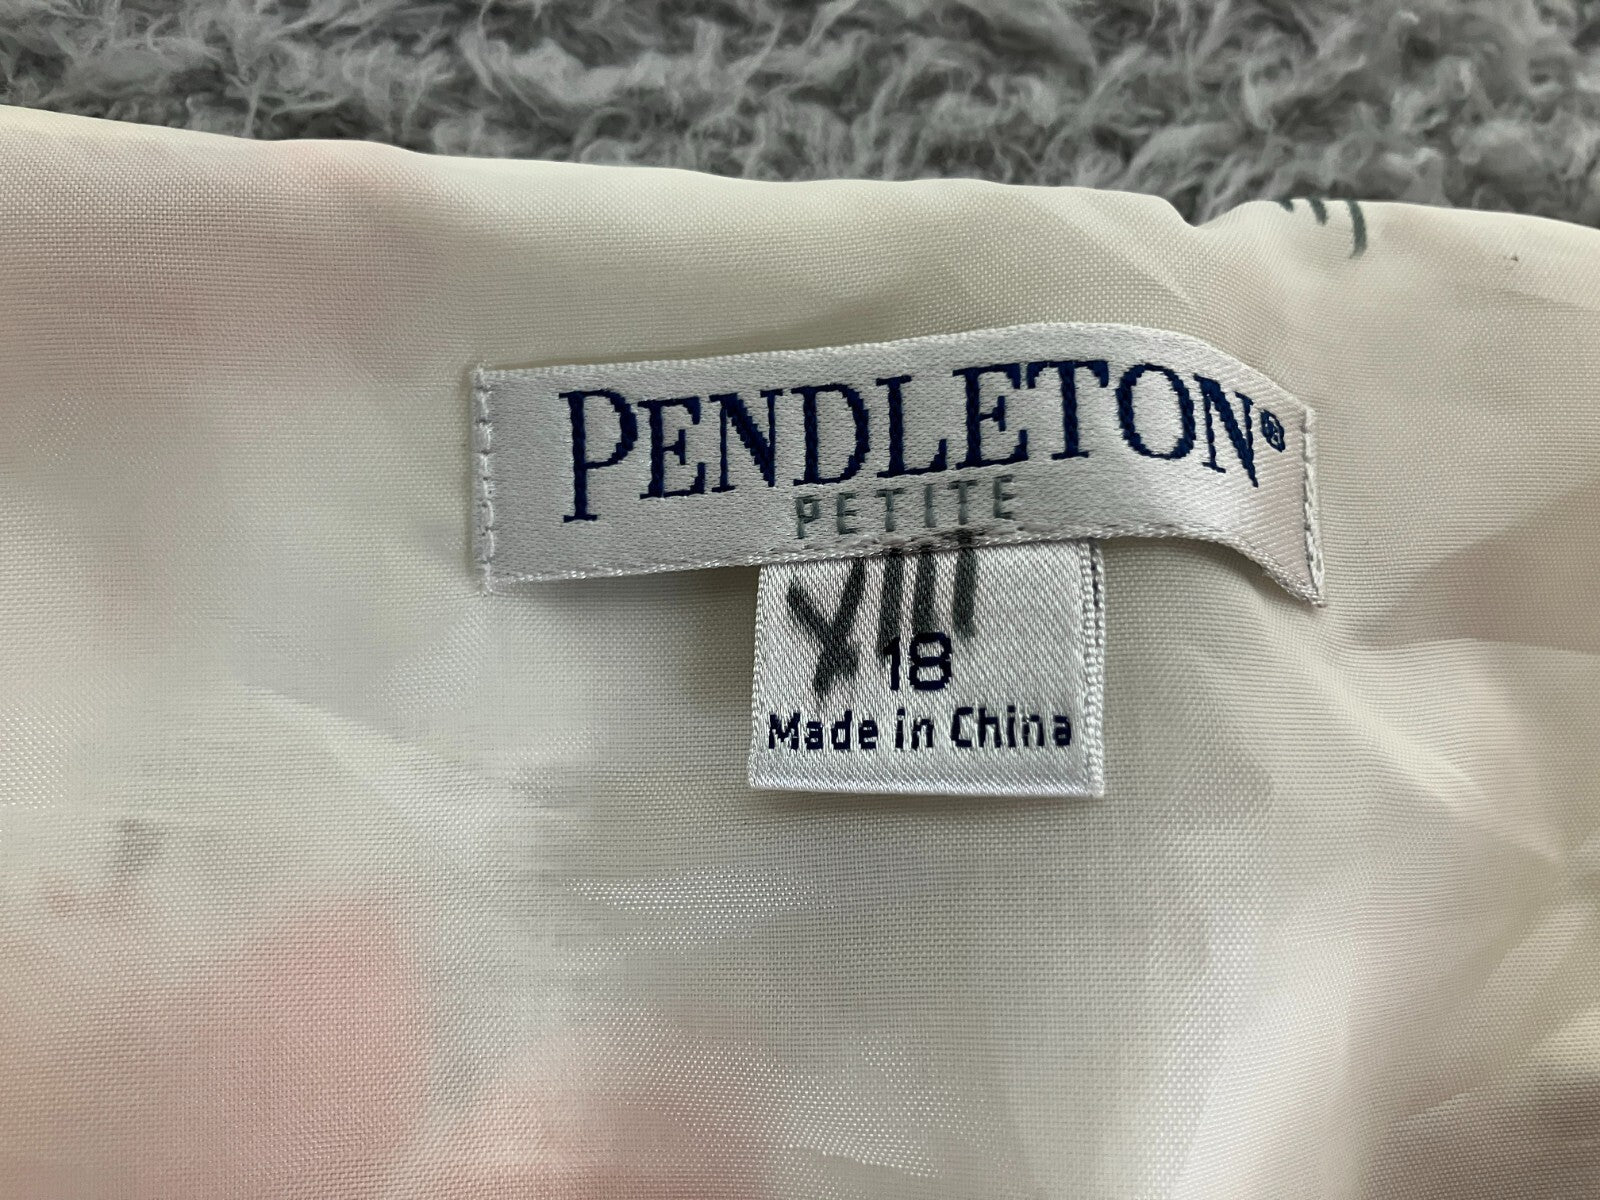 PENDLETON®
PETITE
18
Made in China